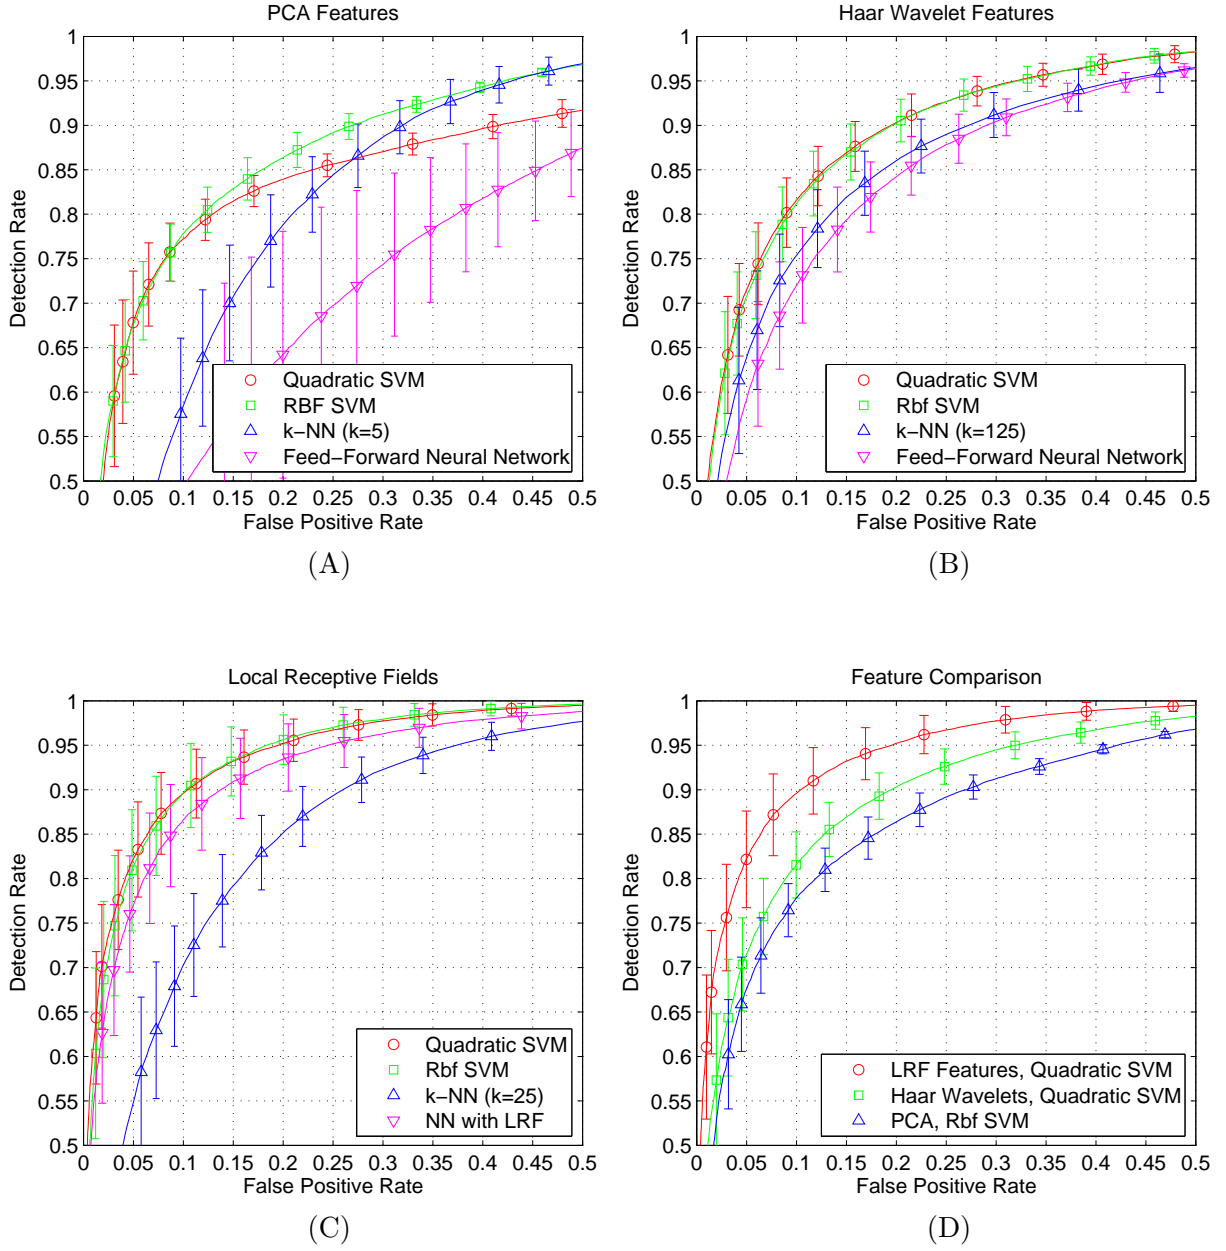 PCA Features
1
0.95
0.9
0.85
0.8
0.75
0.7
0.65
0.6
0.55
0.5
Detection Rate
Quadratic SVM
RBF SVM
k-NN (k=5)
Feed-Forward Neural Network
0 0.05 0.1 0.15 0.2 0.25 0.3 0.35 0.4 0.45 0.5
False Positive Rate
(A)
Haar Wavelet Features
1
0.95
0.9
0.85
0.8
0.75
0.7
0.65
0.6
0.55
0.5
Detection Rate
Quadratic SVM
Rbf SVM
k-NN (k=125)
Feed-Forward Neural Network
0 0.05 0.1 0.15 0.2 0.25 0.3 0.35 0.4 0.45 0.5
False Positive Rate
(B)
Local Receptive Fields
1
0.95
0.9
0.85
0.8
0.75
0.7
0.65
0.6
0.55
0.5
Detection Rate
Quadratic SVM
Rbf SVM
k-NN (k=25)
NN with LRF
0 0.05 0.1 0.15 0.2 0.25 0.3 0.35 0.4 0.45 0.5
False Positive Rate
(C)
Feature Comparison
1
0.95
0.9
0.85
0.8
0.75
0.7
0.65
0.6
0.55
0.5
Detection Rate
LRF Features, Quadratic SVM
Haar Wavelets, Quadratic SVM
PCA, Rbf SVM
0 0.05 0.1 0.15 0.2 0.25 0.3 0.35 0.4 0.45 0.5
False Positive Rate
(D)